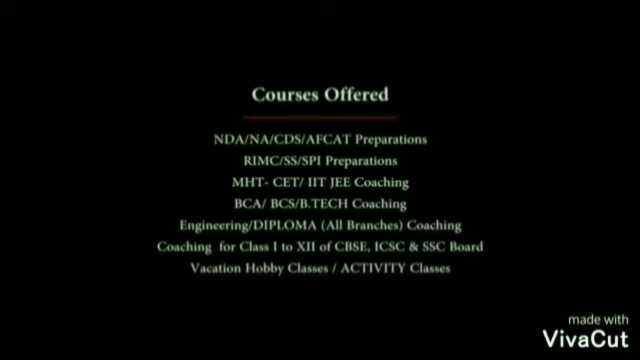 Courses Offered
NDA/NA/CDS/AFCAT Preparations
RIMC/SS/SPI Preparations
MHT- CET/ IIT JEE Coaching
BCA/ BCS/B.TECH Coaching
Engineering/DIPLOMA (All Branches) Coaching
Coaching for Class I to XII of CBSE, ICSC & SSC Board
Vacation Hobby Classes / ACTIVITY Classes
made with
VivaCut